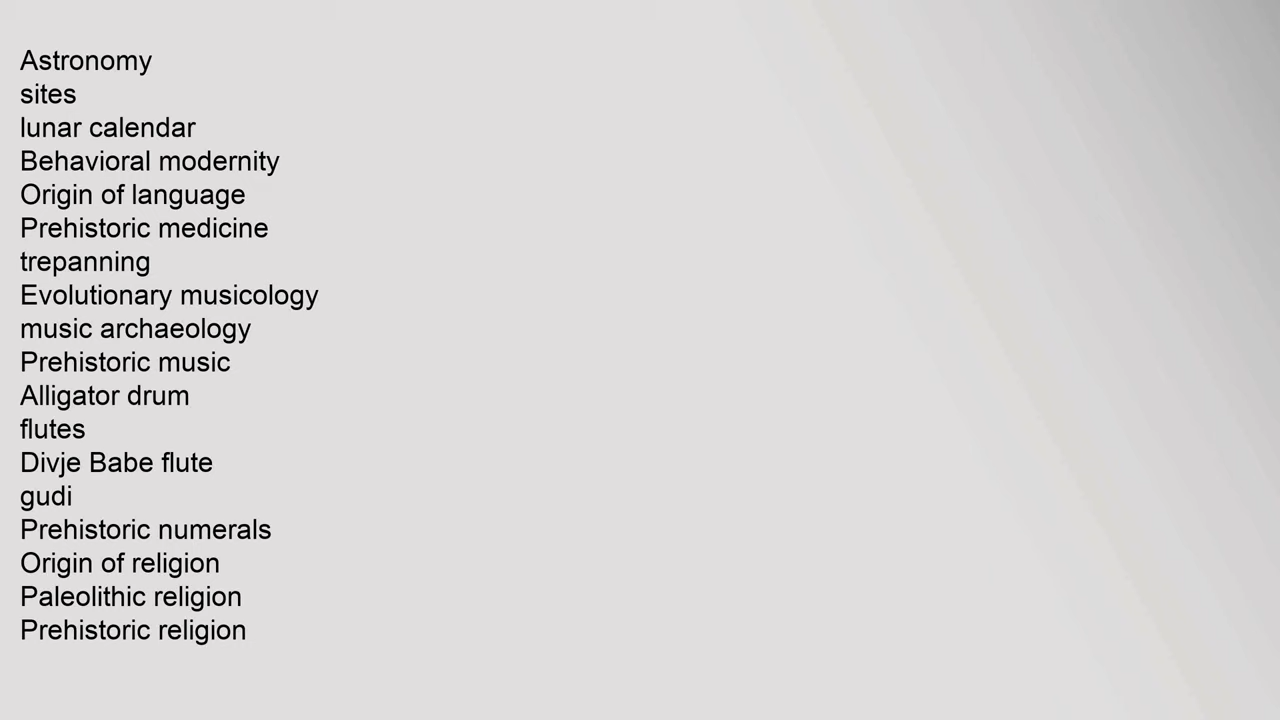 Astronomy
sites
lunar calendar
Behavioral modernity
Origin of language
Prehistoric medicine
trepanning
Evolutionary musicology
music archaeology
Prehistoric music
Alligator drum
flutes
Divje Babe flute
gudi
Prehistoric numerals
Origin of religion
Paleolithic religion
Prehistoric religion